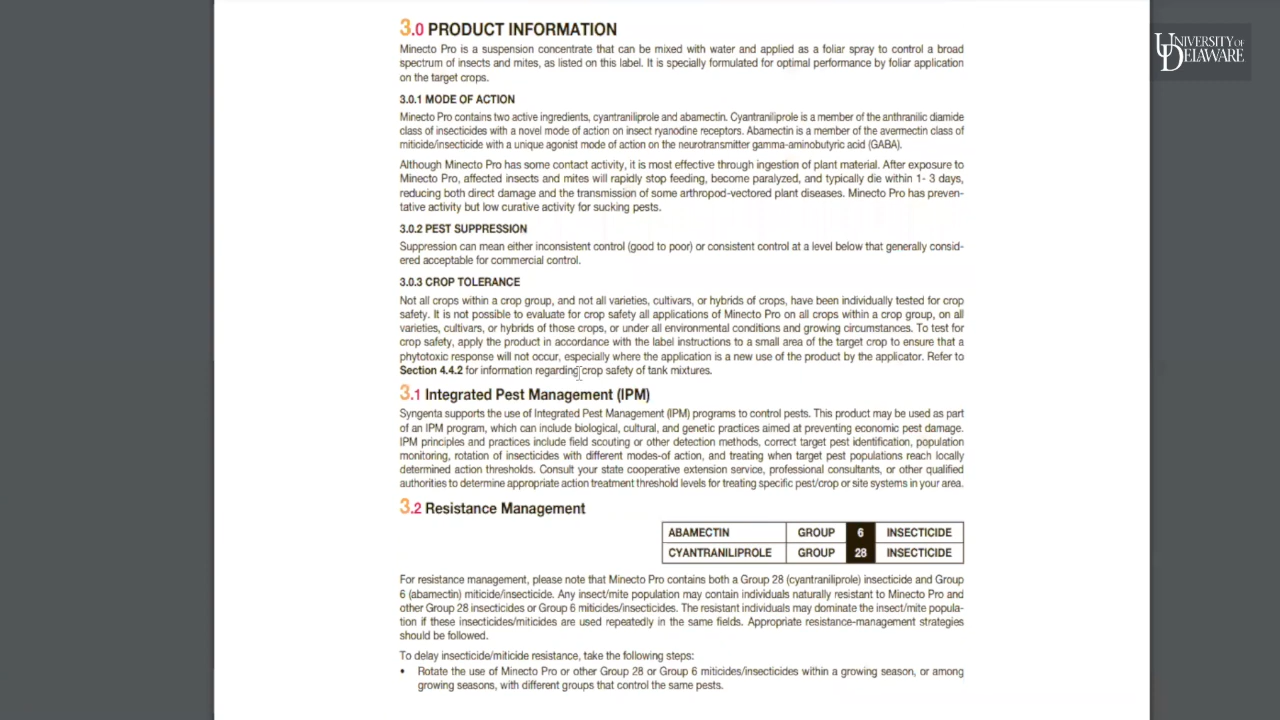 UNIVERSITY OF
DELAWARE
3.0 PRODUCT INFORMATION
Minecto Pro is a suspension concentrate that can be mixed with water and applied as a foliar spray to control a broad
spectrum of insects and mites, as listed on this label. It is specially formulated for optimal performance by foliar application
on the target crops.
3.0.1 MODE OF ACTION
Minecto Pro contains two active ingredients, cyantraniliprole and abamectin. Cyantraniliprole is a member of the anthranilic diamide
class of insecticides with a novel mode of action on insect ryanodine receptors. Abamectin is a member of the avermectin class of
miticide/insecticide with a unique agonist mode of action on the neurotransmitter gamma-aminobutyric acid (GABA).
Although Minecto Pro has some contact activity, it is most effective through ingestion of plant material. After exposure to
Minecto Pro, affected insects and mites will rapidly stop feeding, become paralyzed, and typically die within 1- 3 days,
reducing both direct damage and the transmission of some arthropod-vectored plant diseases. Minecto Pro has preven-
tative activity but low curative activity for sucking pests.
3.0.2 PEST SUPPRESSION
Suppression can mean either inconsistent control (good to poor) or consistent control at a level below that generally consid-
ered acceptable for commercial control.
3.0.3 CROP TOLERANCE
Not all crops within a crop group, and not all varieties, cultivars, or hybrids of crops, have been individually tested for crop
safety. It is not possible to evaluate for crop safety all applications of Minecto Pro on all crops within a crop group, on all
varieties, cultivars, or hybrids of those crops, or under all environmental conditions and growing circumstances. To test for
crop safety, apply the product in accordance with the label instructions to a small area of the target crop to ensure that a
phytotoxic response will not occur, especially where the application is a new use of the product by the applicator. Refer to
Section 4.4.2 for information regarding crop safety of tank mixtures.
3.1 Integrated Pest Management (IPM)
Syngenta supports the use of Integrated Pest Management (IPM) programs to control pests. This product may be used as part
of an IPM program, which can include biological, cultural, and genetic practices aimed at preventing economic pest damage.
IPM principles and practices include field scouting or other detection methods, correct target pest identification, population
monitoring, rotation of insecticides with different modes-of action, and treating when target pest populations reach locally
determined action thresholds. Consult your state cooperative extension service, professional consultants, or other qualified
authorities to determine appropriate action treatment threshold levels for treating specific pest/crop or site systems in your area.
3.2 Resistance Management
ABAMECTIN GROUP 6 INSECTICIDE
CYANTRANILIPROLE GROUP 28 INSECTICIDE
For resistance management, please note that Minecto Pro contains both a Group 28 (cyantraniliprole) insecticide and Group
6 (abamectin) miticide/insecticide. Any insect/mite population may contain individuals naturally resistant to Minecto Pro and
other Group 28 insecticides or Group 6 miticides/insecticides. The resistant individuals may dominate the insect/mite popula-
tion if these insecticides/miticides are used repeatedly in the same fields. Appropriate resistance-management strategies
should be followed.
To delay insecticide/miticide resistance, take the following steps:
• Rotate the use of Minecto Pro or other Group 28 or Group 6 miticides/insecticides within a growing season, or among
growing seasons, with different groups that control the same pests.